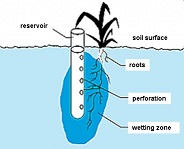 reservoir
soil surface
roots
perforation
wetting zone